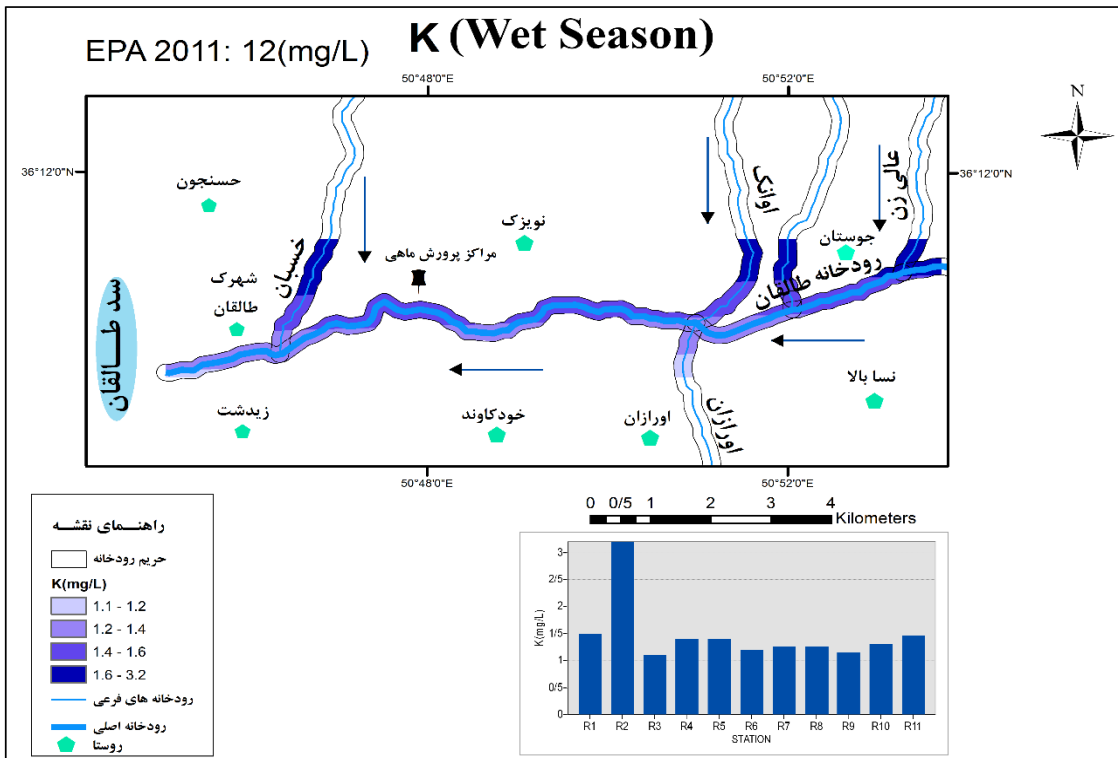 K (Wet Season)
EPA 2011: 12(mg/L)
50°48'0"E
50°52'0"E
N
36°12'0"N
36°12'0"N
حسنجون
نویزک
مراکز پرورش ماهی
شهرک
طالقان
خسبان
اوانک
عالی زن
جوستان
رودخانه طالقان
سد طـــالقان
زیدشت
خودکاوند
اورازان
اورازان
نسا بالا
50°48'0"E
50°52'0"E
0 0/5 1 2 3 4
Kilometers
راهنـــمای نقشـــه
حریم رودخانه
K(mg/L)
1.1 - 1.2
1.2 - 1.4
1.4 - 1.6
1.6 - 3.2
رودخانه های فرعی
رودخانه اصلی
روستا
K(mg/L)
3
2/5
2
1/5
1
0/5
0
R1 R2 R3 R4 R5 R6 R7 R8 R9 R10 R11
STATION